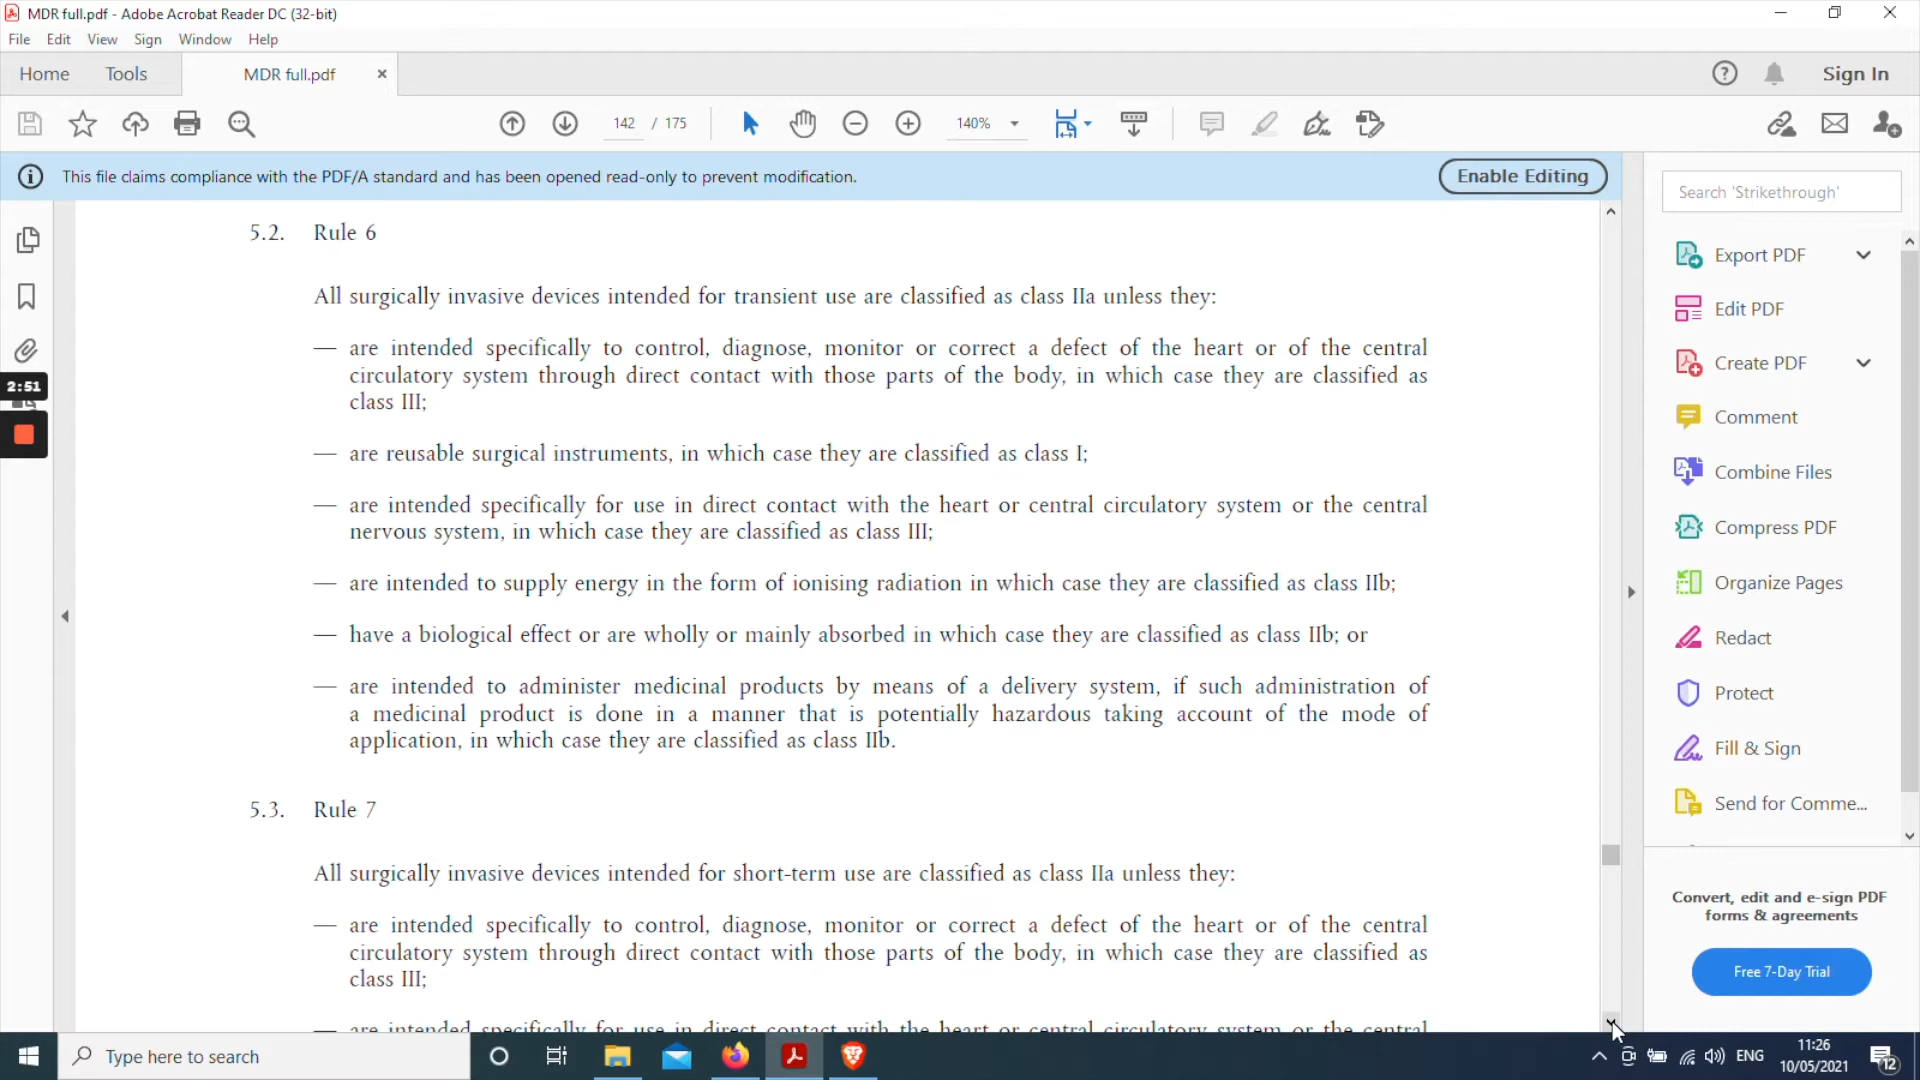 MDR full.pdf - Adobe Acrobat Reader DC (32-bit)
File Edit View Sign Window Help
Home Tools MDR full.pdf Sign In
142 / 175 140%
This file claims compliance with the PDF/A standard and has been opened read-only to prevent modification. Enable Editing
Search 'Strikethrough'
Export PDF
Edit PDF
Create PDF
Comment
Combine Files
Compress PDF
Organize Pages
Redact
Protect
Fill & Sign
Send for Comme...
Convert, edit and e-sign PDF
forms & agreements
Free 7-Day Trial
2:51
5.2. Rule 6
All surgically invasive devices intended for transient use are classified as class IIa unless they:
— are intended specifically to control, diagnose, monitor or correct a defect of the heart or of the central
circulatory system through direct contact with those parts of the body, in which case they are classified as
class III;
— are reusable surgical instruments, in which case they are classified as class I;
— are intended specifically for use in direct contact with the heart or central circulatory system or the central
nervous system, in which case they are classified as class III;
— are intended to supply energy in the form of ionising radiation in which case they are classified as class IIb;
— have a biological effect or are wholly or mainly absorbed in which case they are classified as class IIb; or
— are intended to administer medicinal products by means of a delivery system, if such administration of
a medicinal product is done in a manner that is potentially hazardous taking account of the mode of
application, in which case they are classified as class IIb.
5.3. Rule 7
All surgically invasive devices intended for short-term use are classified as class IIa unless they:
— are intended specifically to control, diagnose, monitor or correct a defect of the heart or of the central
circulatory system through direct contact with those parts of the body, in which case they are classified as
class III;
— are intended specifically for use in direct contact with the heart or central circulatory system or the central
Type here to search
ENG
11:26
10/05/2021
12